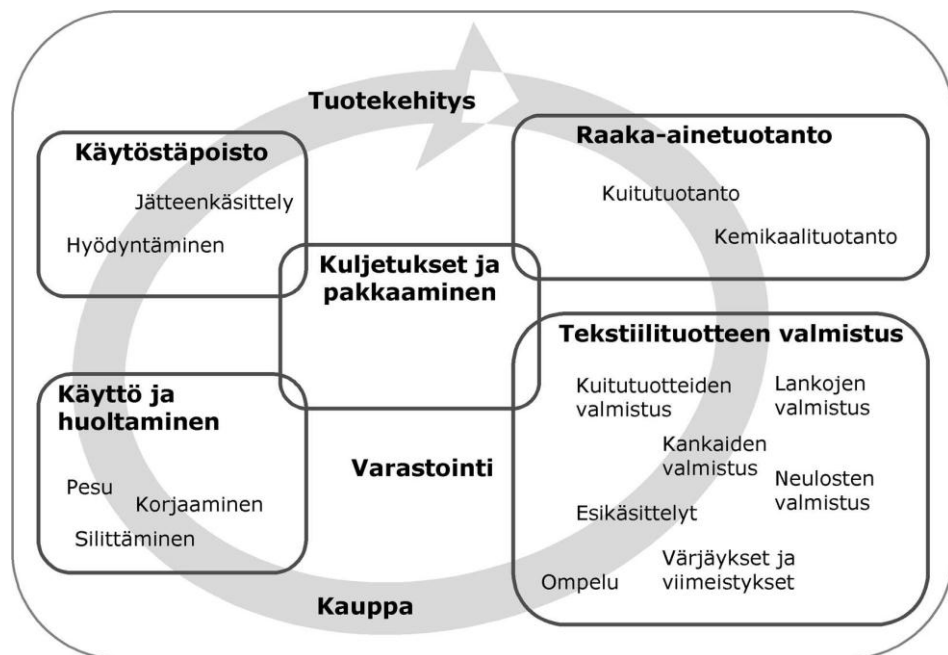 Tuotekehitys
Käytöstäpoisto
Jätteenkäsittely
Hyödyntäminen
Raaka-ainetuotanto
Kuitutuotanto
Kemikaalituotanto
Kuljetukset ja
pakkaaminen
Tekstiilituotteen valmistus
Kuitutuotteiden
valmistus
Lankojen
valmistus
Kankaiden
valmistus
Neulosten
valmistus
Esikäsittelyt
Värjäykset ja
viimeistykset
Ompelu
Käyttö ja
huoltaminen
Pesu
Korjaaminen
Silittäminen
Varastointi
Kauppa